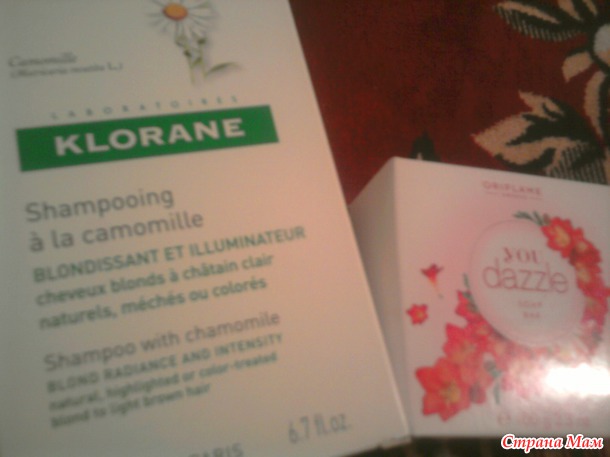 Camomille
LABORATOIRES
KLORANE
Shampooing
à la camomille
BLONDISSANT ET ILLUMINATEUR
cheveux blonds à châtain clair
naturels, méchés ou colorés
Shampoo with chamomile
BLOND RADIANCE AND INTENSITY
natural, highlighted or color-treated
blond to light brown hair
6.7 fl.oz.
PARIS
ORIFLAME
YOU
dazzle
Страна Мам